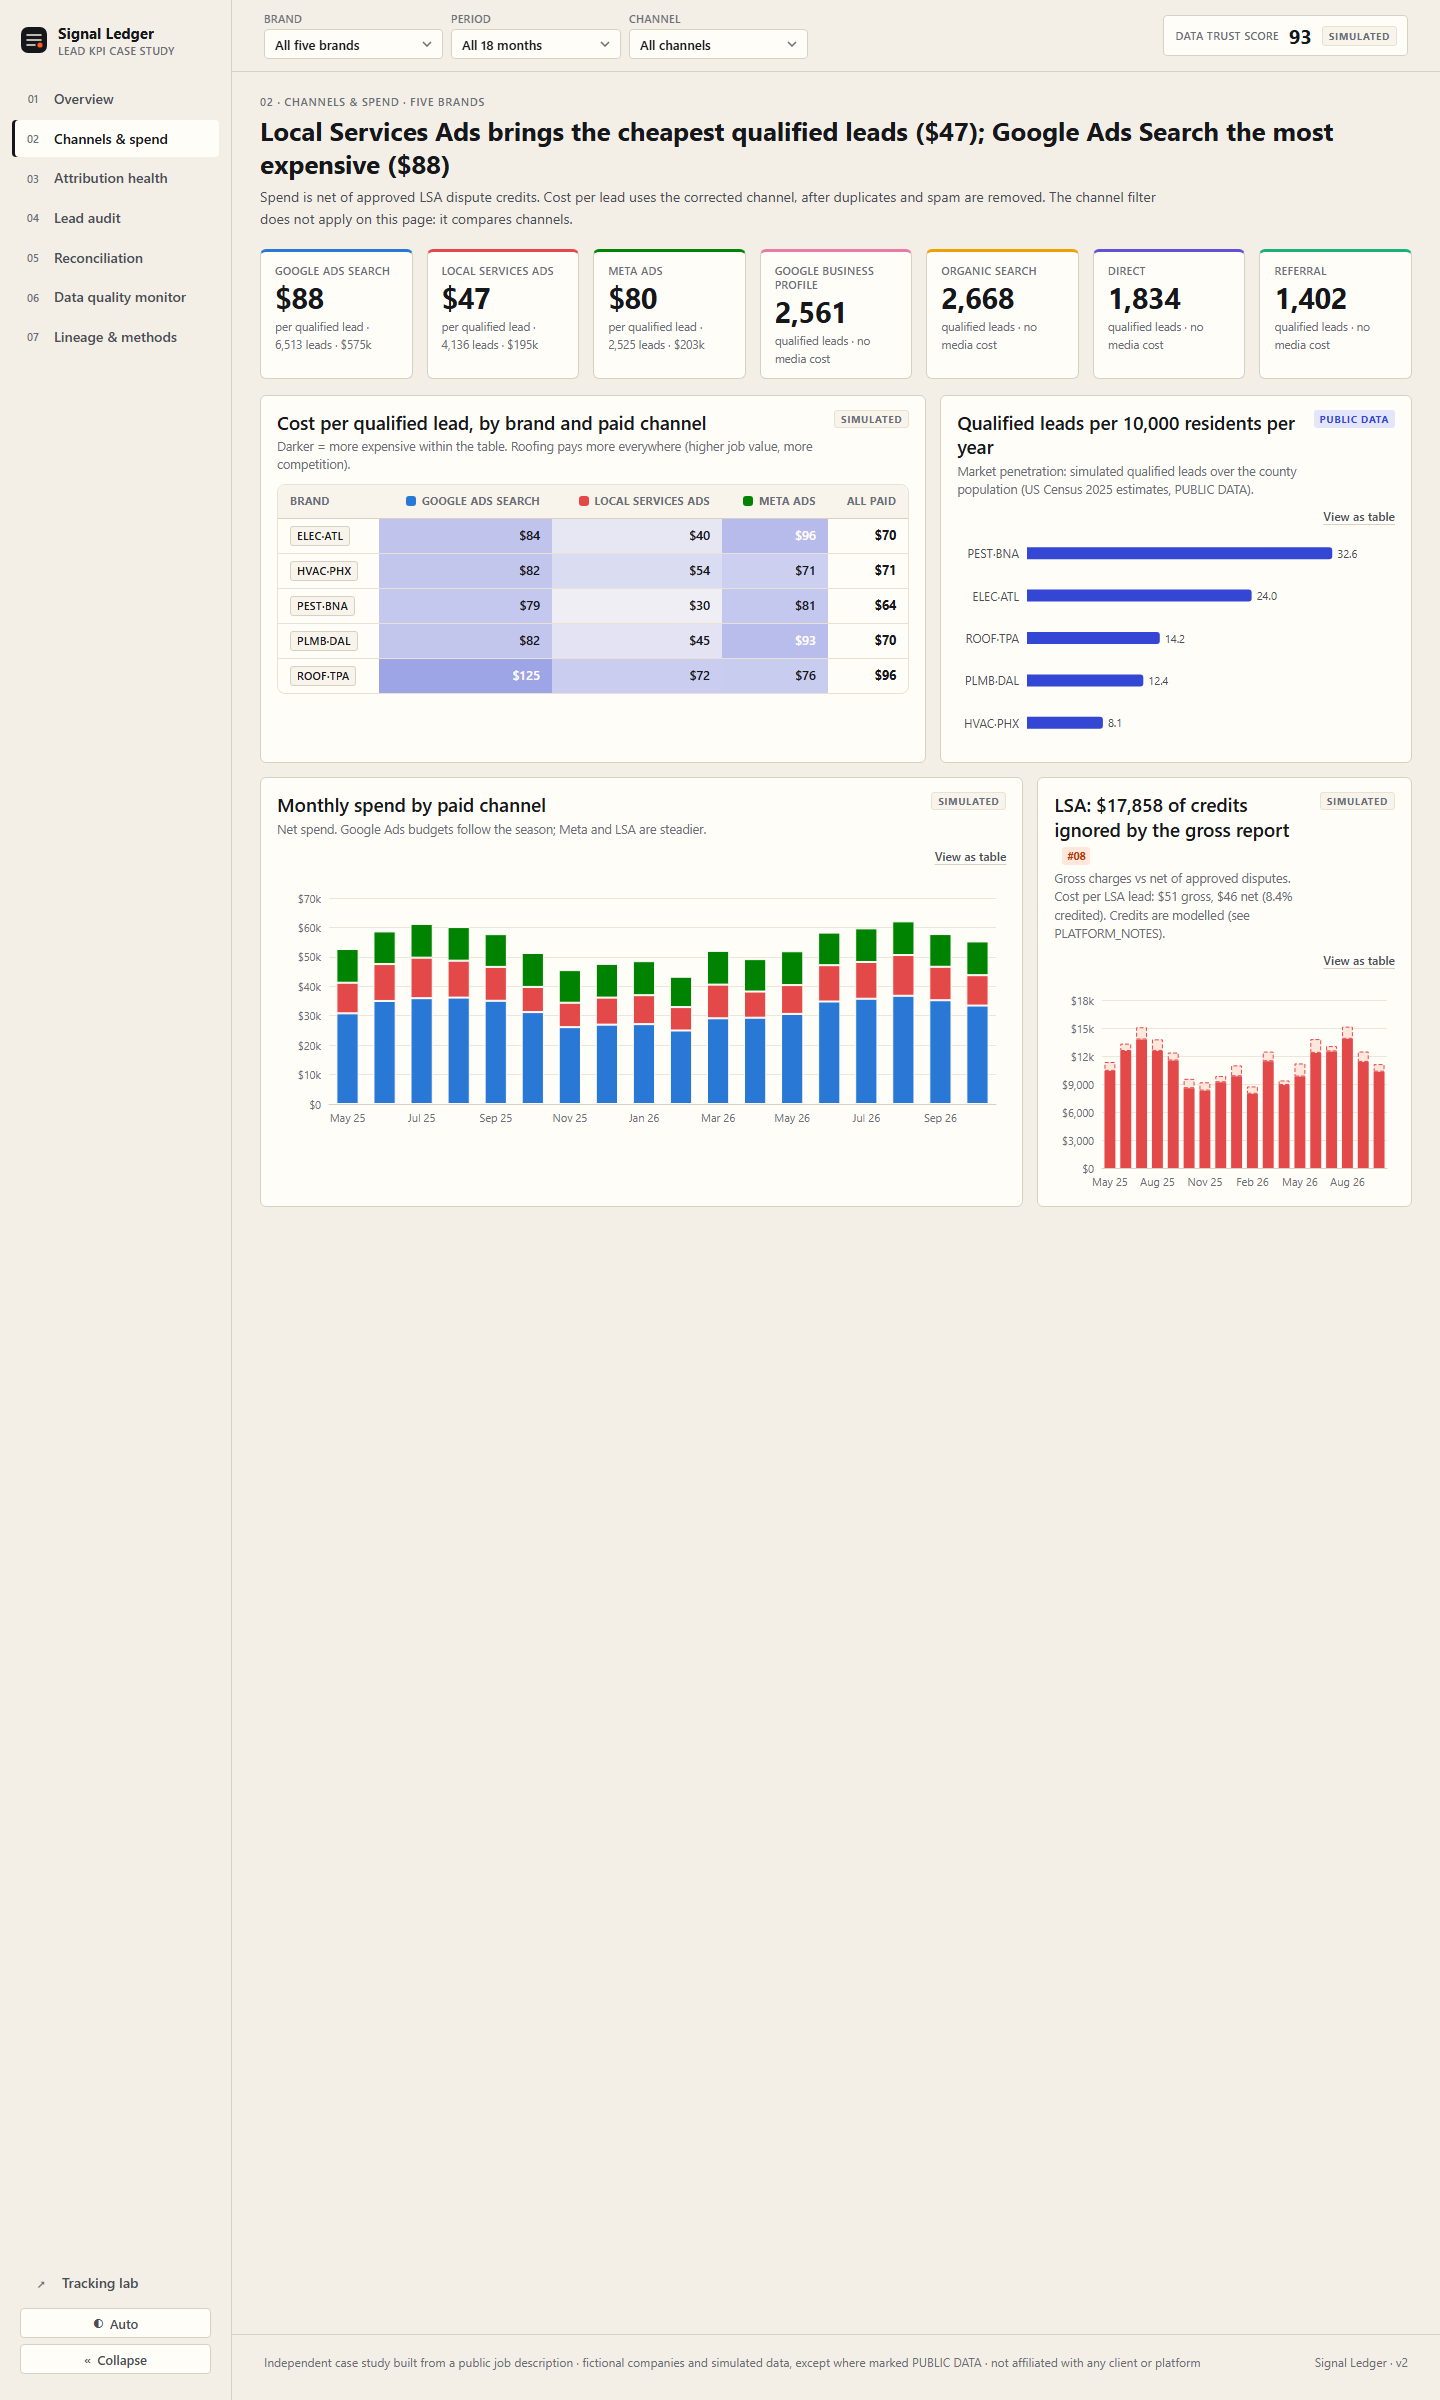 Signal Ledger
LEAD KPI CASE STUDY
01 Overview
02 Channels & spend
03 Attribution health
04 Lead audit
05 Reconciliation
06 Data quality monitor
07 Lineage & methods
↗ Tracking lab
◐ Auto
« Collapse
BRAND PERIOD CHANNEL
All five brands All 18 months All channels
DATA TRUST SCORE 93 SIMULATED
02 · CHANNELS & SPEND · FIVE BRANDS
Local Services Ads brings the cheapest qualified leads ($47); Google Ads Search the most
expensive ($88)
Spend is net of approved LSA dispute credits. Cost per lead uses the corrected channel, after duplicates and spam are removed. The channel filter
does not apply on this page: it compares channels.
GOOGLE ADS SEARCH
$88
per qualified lead ·
6,513 leads · $575k
LOCAL SERVICES ADS
$47
per qualified lead ·
4,136 leads · $195k
META ADS
$80
per qualified lead ·
2,525 leads · $203k
GOOGLE BUSINESS
PROFILE
2,561
qualified leads · no
media cost
ORGANIC SEARCH
2,668
qualified leads · no
media cost
DIRECT
1,834
qualified leads · no
media cost
REFERRAL
1,402
qualified leads · no
media cost
Cost per qualified lead, by brand and paid channel
SIMULATED
Darker = more expensive within the table. Roofing pays more everywhere (higher job value, more
competition).
BRAND GOOGLE ADS SEARCH LOCAL SERVICES ADS META ADS ALL PAID
ELEC·ATL $84 $40 $96 $70
HVAC·PHX $82 $54 $71 $71
PEST·BNA $79 $30 $81 $64
PLMB·DAL $82 $45 $93 $70
ROOF·TPA $125 $72 $76 $96
Qualified leads per 10,000 residents per
year
PUBLIC DATA
Market penetration: simulated qualified leads over the county
population (US Census 2025 estimates, PUBLIC DATA).
View as table
PEST·BNA 32.6
ELEC·ATL 24.0
ROOF·TPA 14.2
PLMB·DAL 12.4
HVAC·PHX 8.1
Monthly spend by paid channel
SIMULATED
Net spend. Google Ads budgets follow the season; Meta and LSA are steadier.
View as table
$70k
$60k
$50k
$40k
$30k
$20k
$10k
$0
May 25 Jul 25 Sep 25 Nov 25 Jan 26 Mar 26 May 26 Jul 26 Sep 26
LSA: $17,858 of credits
ignored by the gross report
#08
SIMULATED
Gross charges vs net of approved disputes.
Cost per LSA lead: $51 gross, $46 net (8.4%
credited). Credits are modelled (see
PLATFORM_NOTES).
View as table
$18k
$15k
$12k
$9,000
$6,000
$3,000
$0
May 25 Aug 25 Nov 25 Feb 26 May 26 Aug 26
Independent case study built from a public job description · fictional companies and simulated data, except where marked PUBLIC DATA · not affiliated with any client or platform
Signal Ledger · v2